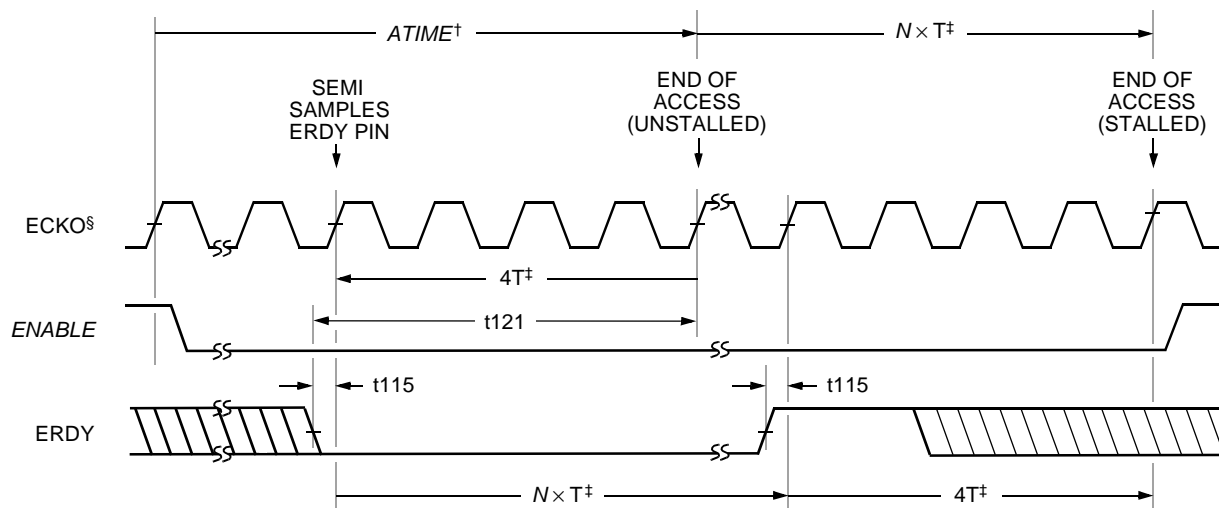 ATIME†
N × T‡
SEMI
SAMPLES
ERDY PIN
END OF
ACCESS
(UNSTALLED)
END OF
ACCESS
(STALLED)
ECKO§
4T‡
ENABLE
t121
t115
t115
ERDY
N × T‡
4T‡